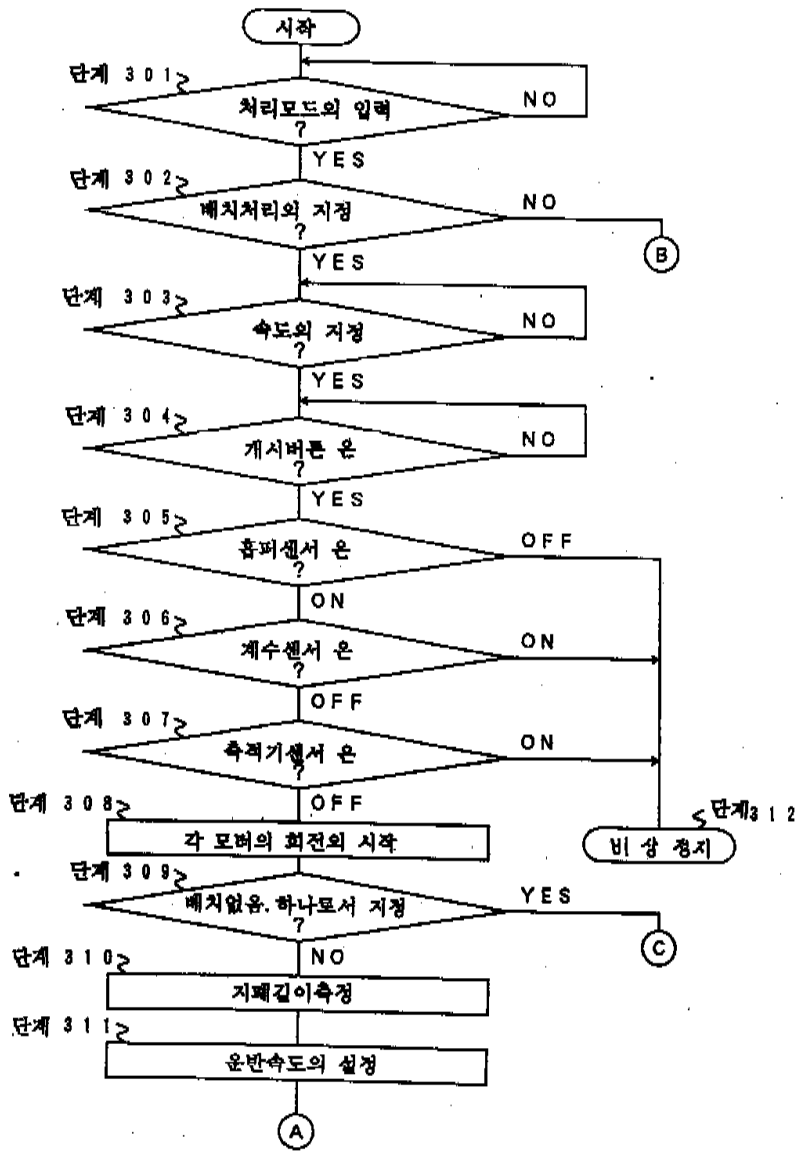 시작
단계 301
처리모드의 입력
?
NO
YES
단계 302
배치처리의 지정
?
NO
B
YES
단계 303
속도의 지정
?
NO
YES
단계 304
개시버튼 온
?
NO
YES
단계 305
홉퍼센서 온
?
OFF
ON
단계 306
계수센서 온
?
ON
OFF
단계 307
축적기센서 온
?
ON
OFF
단계 308
각 모터의 회전의 시작
단계312
비상 정지
단계 309
배치없음.하나로서 지정
?
YES
C
NO
단계 310
지폐길이측정
단계 311
운반속도의 설정
A